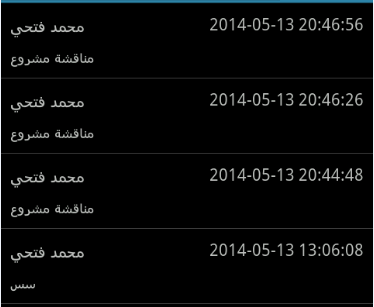 محمد فتحي 2014-05-13 20:46:56
مناقشة مشروع
محمد فتحي 2014-05-13 20:46:26
مناقشة مشروع
محمد فتحي 2014-05-13 20:44:48
مناقشة مشروع
محمد فتحي 2014-05-13 13:06:08
سس